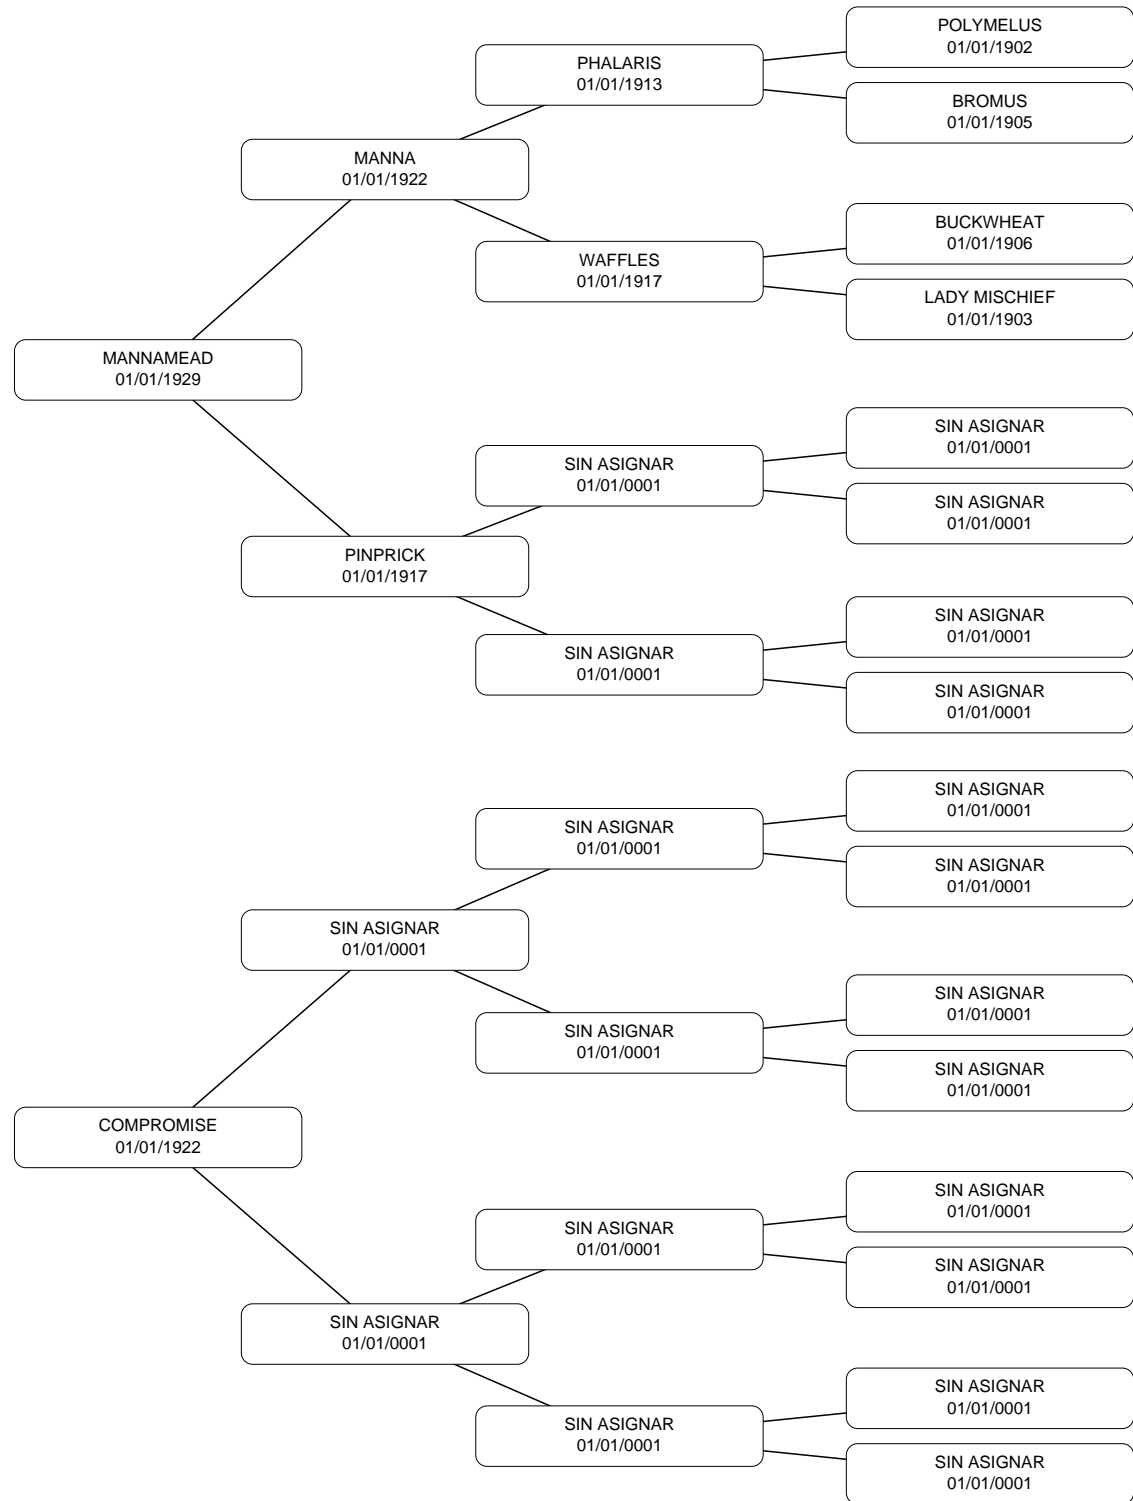 POLYMELUS
01/01/1902
PHALARIS
01/01/1913
BROMUS
01/01/1905
MANNA
01/01/1922
BUCKWHEAT
01/01/1906
WAFFLES
01/01/1917
LADY MISCHIEF
01/01/1903
MANNAMEAD
01/01/1929
SIN ASIGNAR
01/01/0001
SIN ASIGNAR
01/01/0001
SIN ASIGNAR
01/01/0001
PINPRICK
01/01/1917
SIN ASIGNAR
01/01/0001
SIN ASIGNAR
01/01/0001
SIN ASIGNAR
01/01/0001
SIN ASIGNAR
01/01/0001
SIN ASIGNAR
01/01/0001
SIN ASIGNAR
01/01/0001
SIN ASIGNAR
01/01/0001
SIN ASIGNAR
01/01/0001
SIN ASIGNAR
01/01/0001
SIN ASIGNAR
01/01/0001
COMPROMISE
01/01/1922
SIN ASIGNAR
01/01/0001
SIN ASIGNAR
01/01/0001
SIN ASIGNAR
01/01/0001
SIN ASIGNAR
01/01/0001
SIN ASIGNAR
01/01/0001
SIN ASIGNAR
01/01/0001
SIN ASIGNAR
01/01/0001